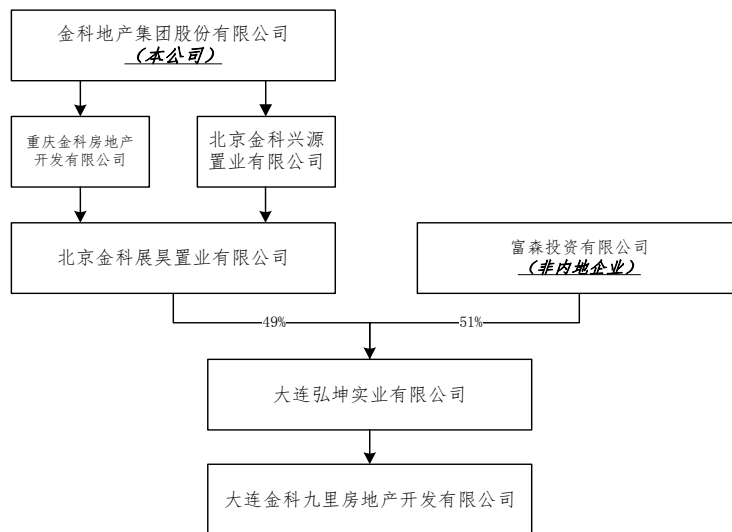 金科地产集团股份有限公司
（本公司）
重庆金科房地产
开发有限公司
北京金科兴源
置业有限公司
北京金科展昊置业有限公司
富森投资有限公司
（非内地企业）
49%
51%
大连弘坤实业有限公司
大连金科九里房地产开发有限公司